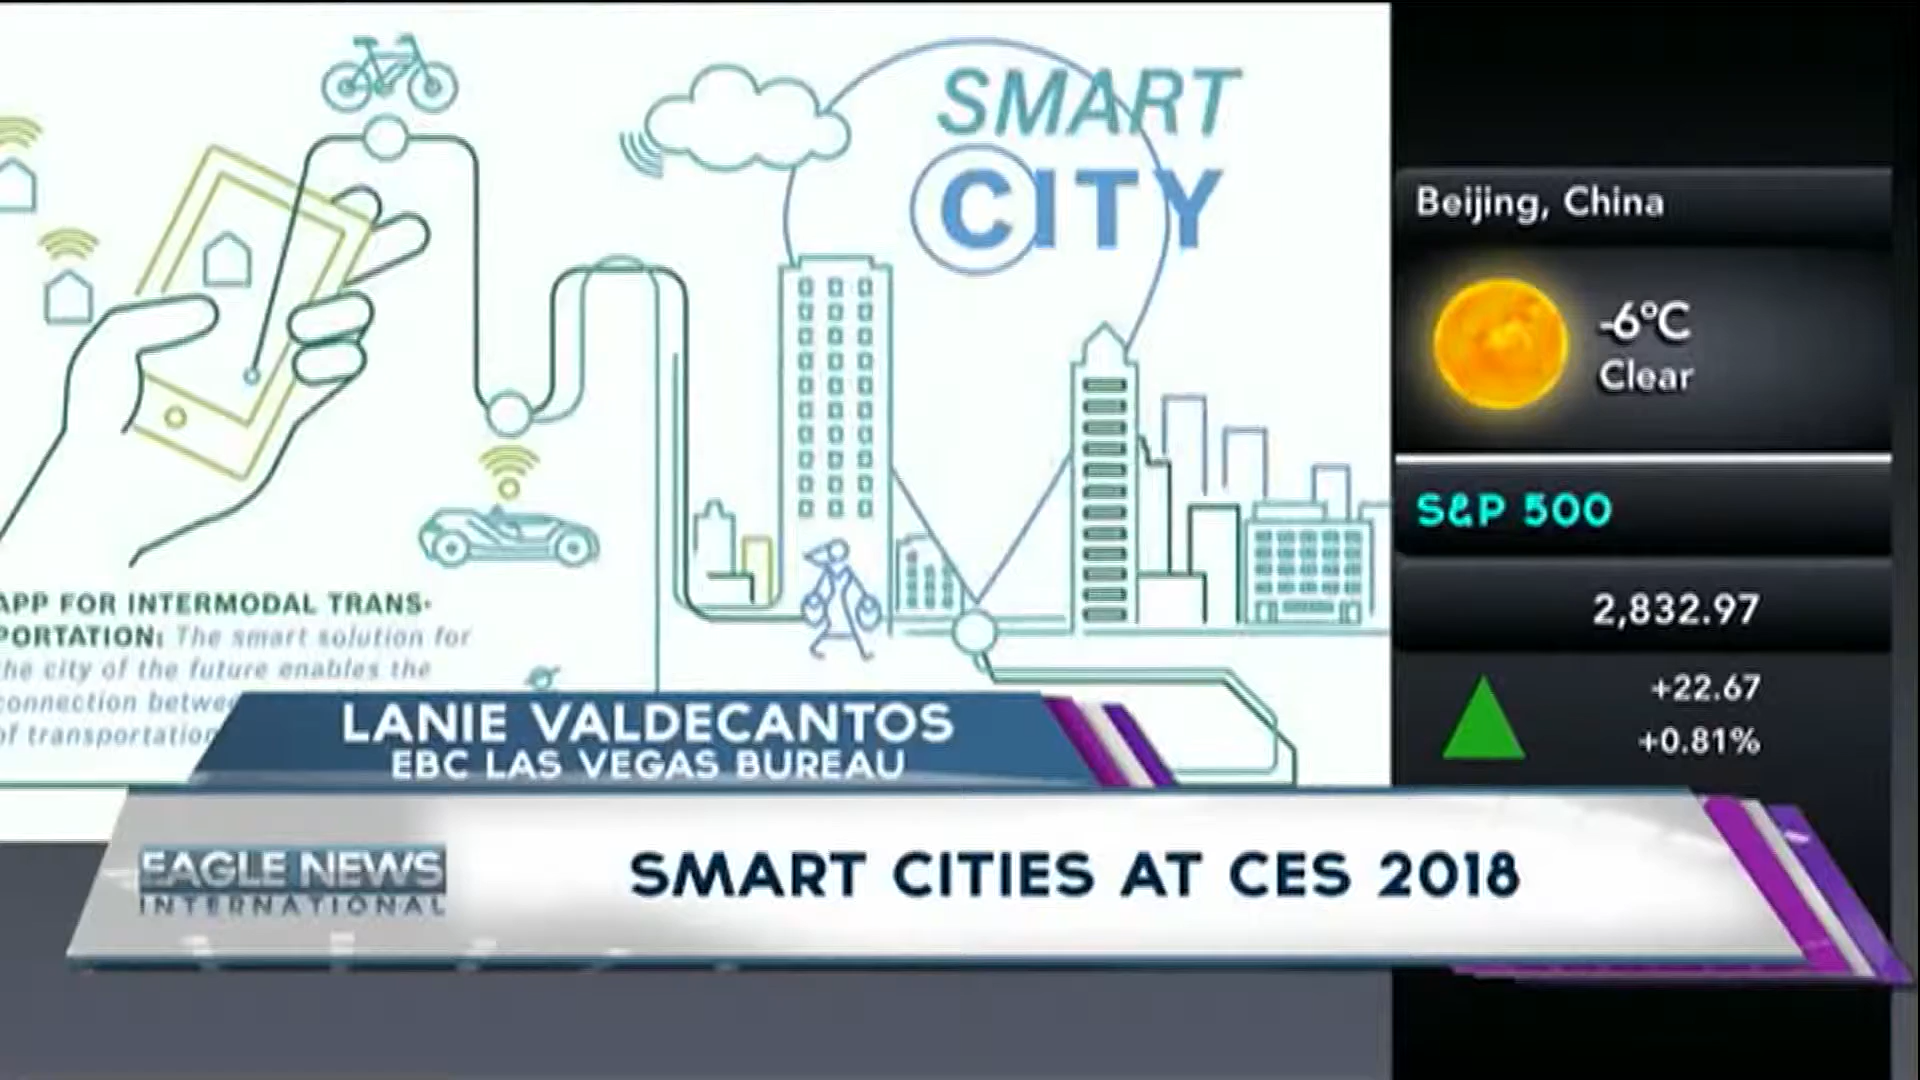 SMART
CITY
APP FOR INTERMODAL TRANS-
PORTATION: The smart solution for
the city of the future enables the
connection
of transportation
LANIE VALDECANTOS
EBC LAS VEGAS BUREAU
EAGLE NEWS
INTERNATIONAL
SMART CITIES AT CES 2018
Beijing, China
-6°C
Clear
S&P 500
2,832.97
+22.67
+0.81%